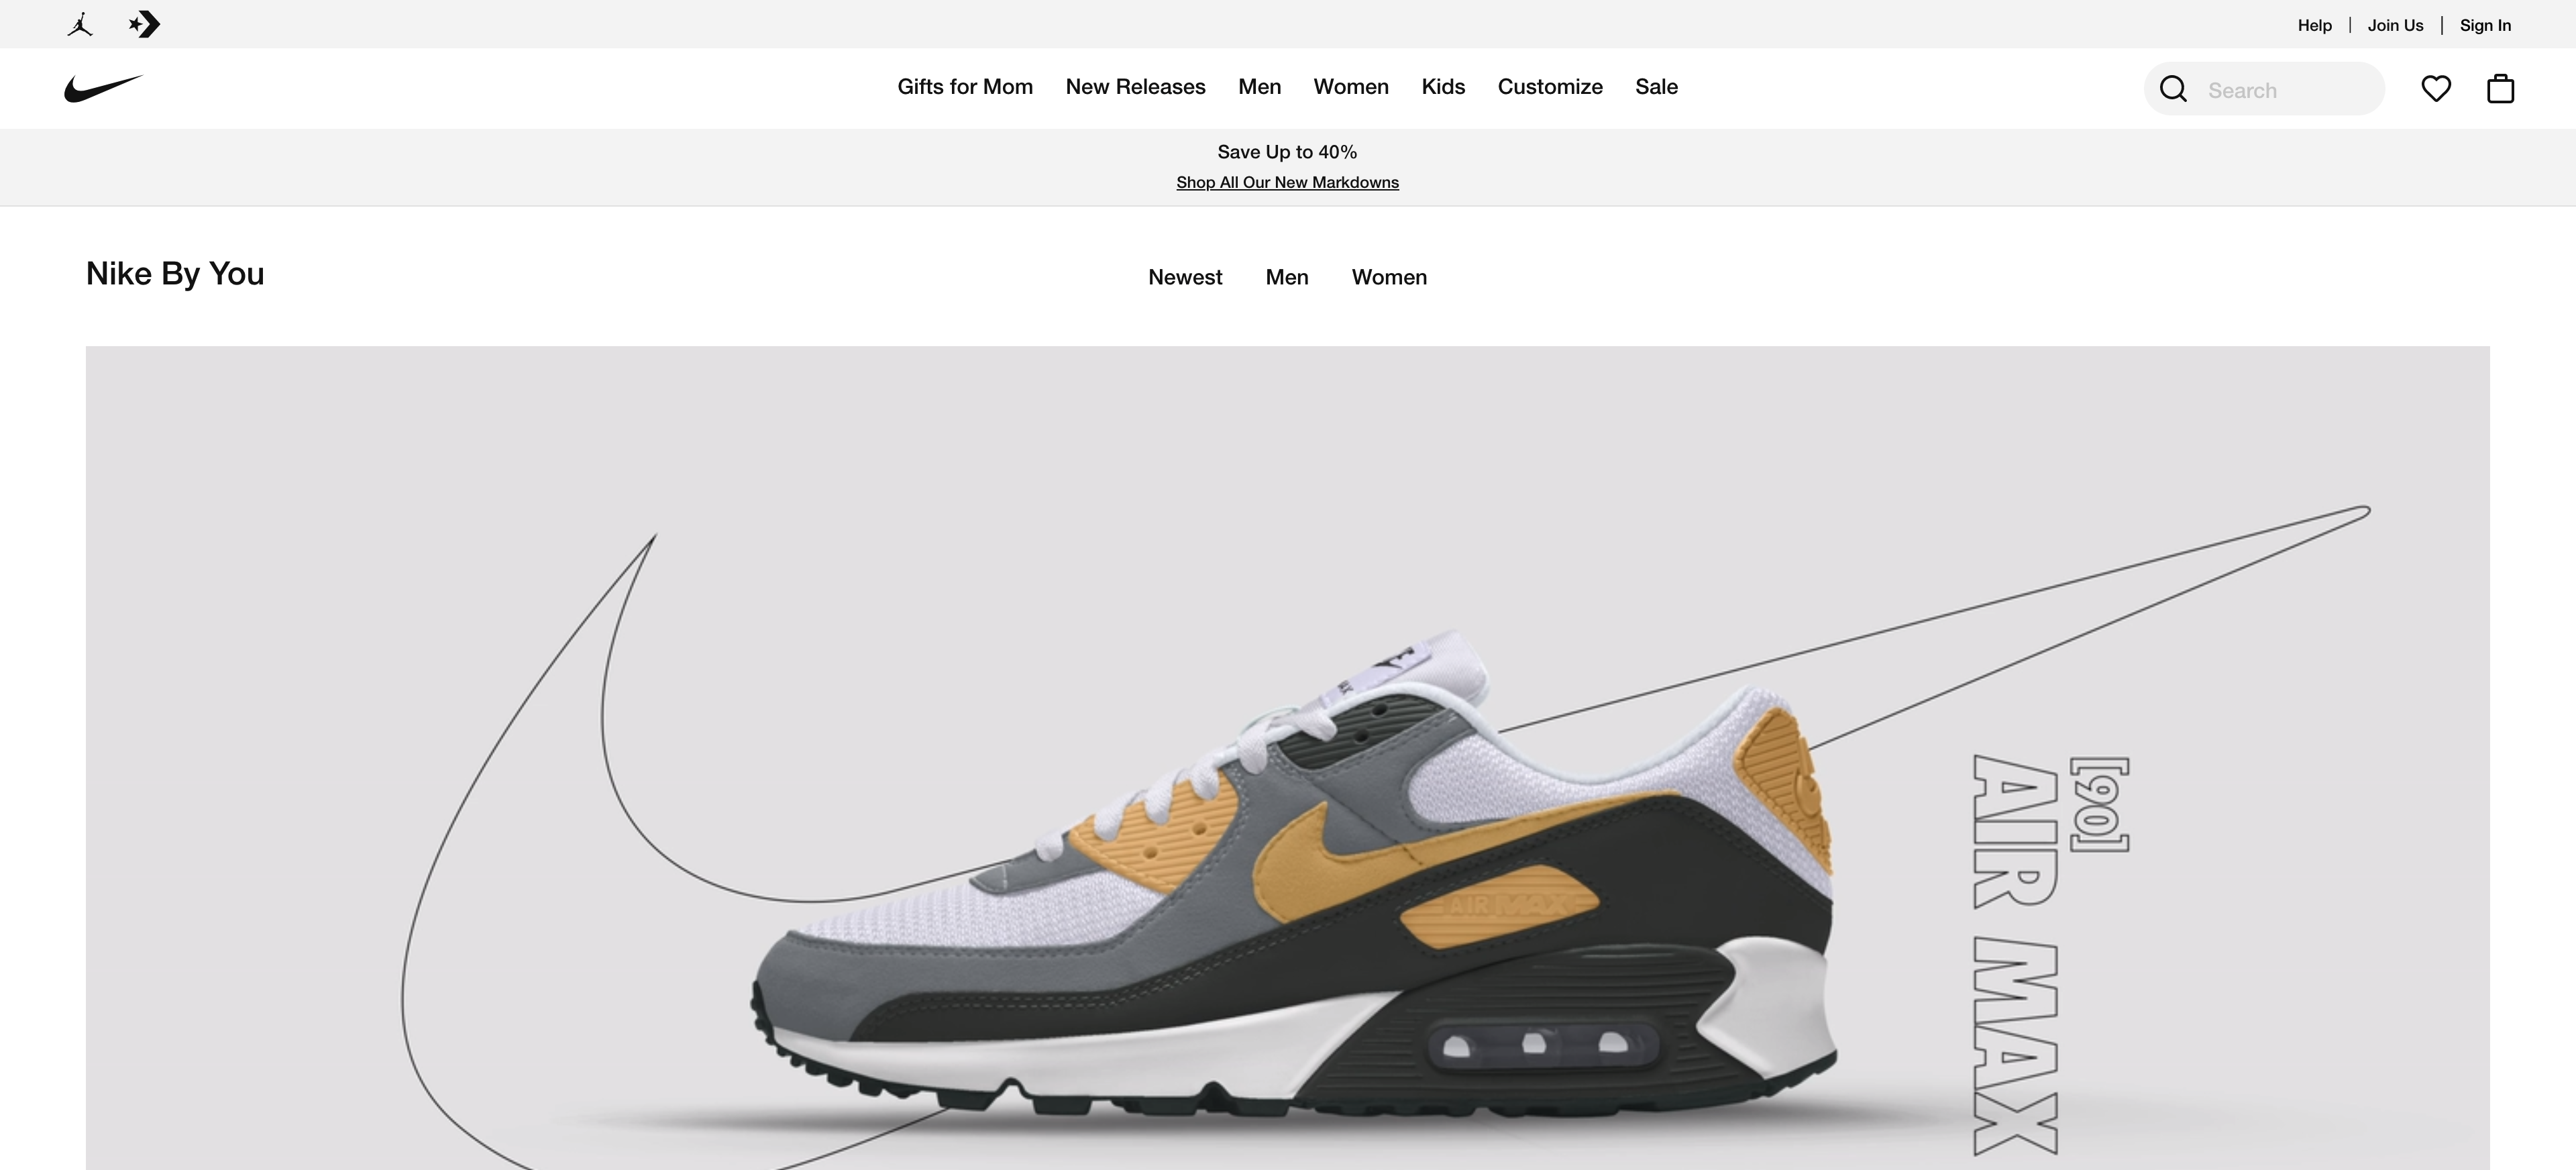 Help | Join Us | Sign In
Gifts for Mom New Releases Men Women Kids Customize Sale Search
Save Up to 40%
Shop All Our New Markdowns
Nike By You Newest Men Women
[90]
AIR MAX
AIR MAX